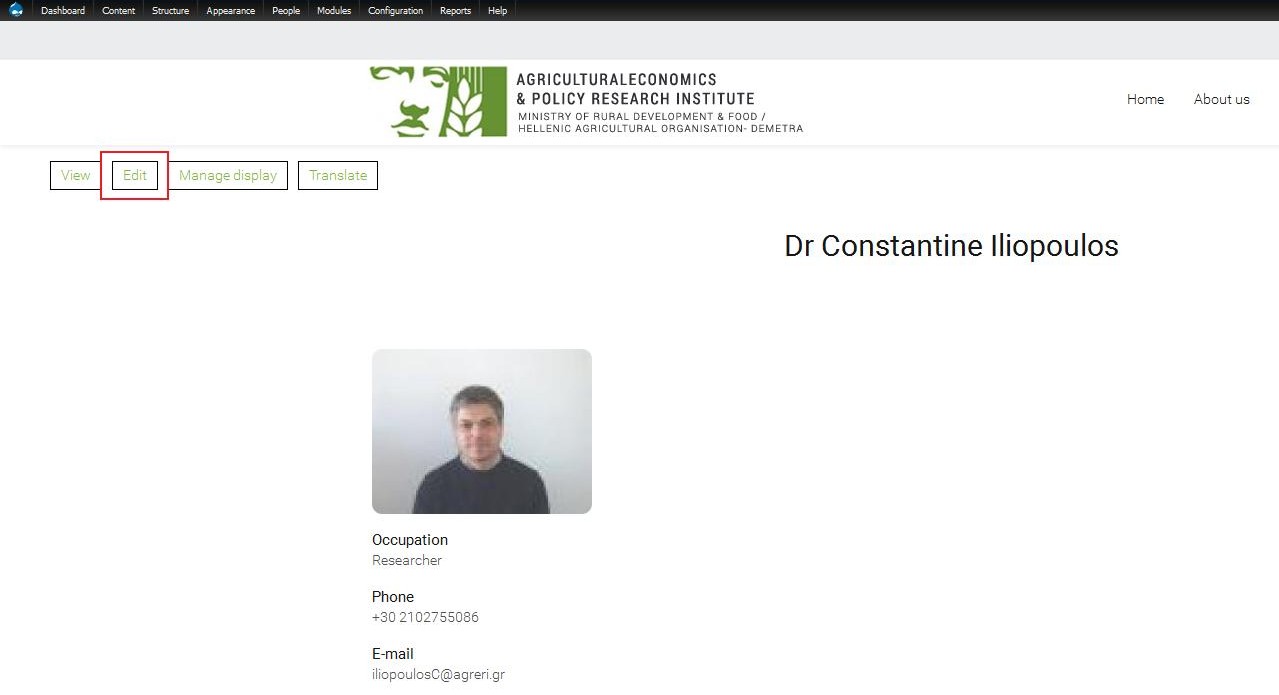 Dashboard Content Structure Appearance People Modules Configuration Reports Help
AGRICULTURALECONOMICS
& POLICY RESEARCH INSTITUTE
MINISTRY OF RURAL DEVELOPMENT & FOOD /
HELLENIC AGRICULTURAL ORGANISATION- DEMETRA
Home About us
View Edit Manage display Translate
Dr Constantine Iliopoulos
Occupation
Researcher
Phone
+30 2102755086
E-mail
iliopoulosC@agreri.gr